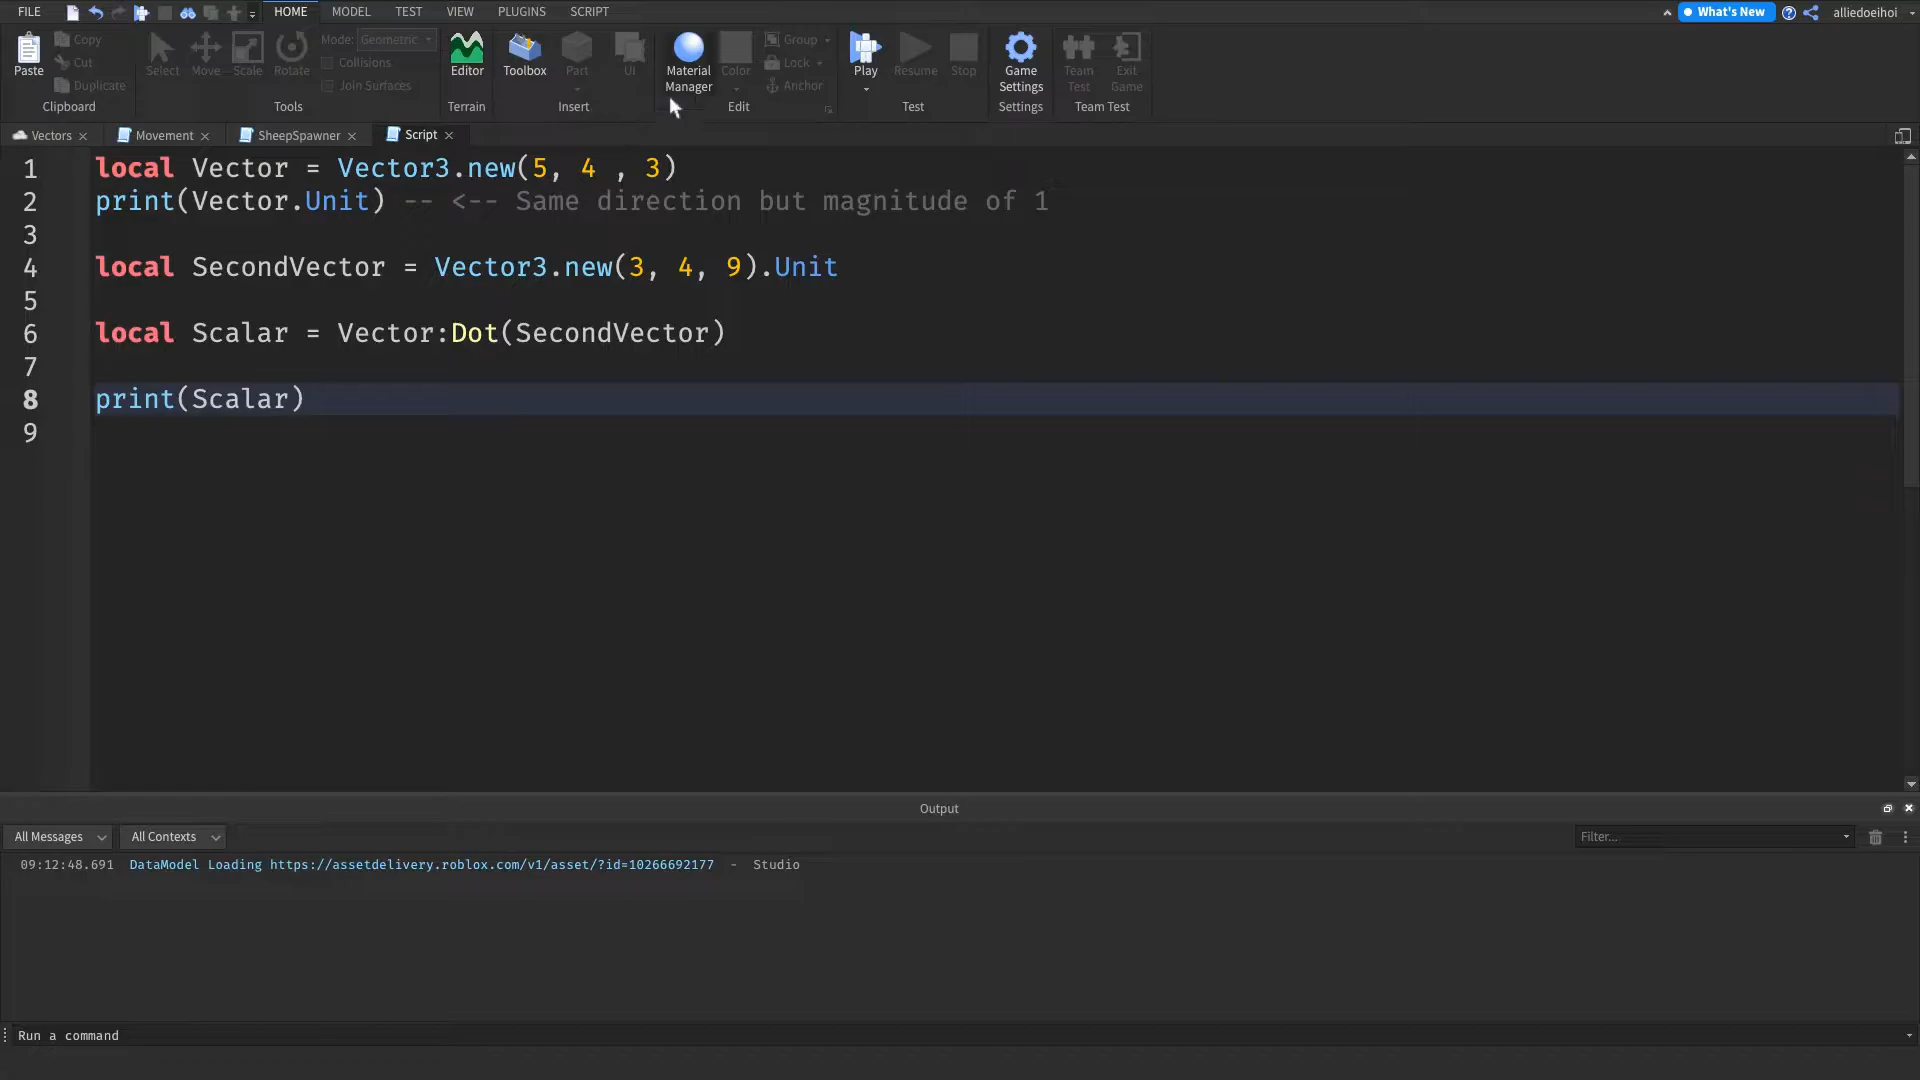 FILE HOME MODEL TEST VIEW PLUGINS SCRIPT What's New alliedoeihoi
Paste Copy Cut Duplicate Clipboard
Select Move Scale Rotate Mode: Geometric Collisions Join Surfaces Tools
Editor Terrain
Toolbox Part UI Insert
Material Manager Color Group Lock Anchor Edit
Play Resume Stop Test
Game Settings Settings
Team Test Exit Game Team Test
Vectors Movement SheepSpawner Script
1 local Vector = Vector3.new(5, 4 , 3)
2 print(Vector.Unit) -- <-- Same direction but magnitude of 1
3
4 local SecondVector = Vector3.new(3, 4, 9).Unit
5
6 local Scalar = Vector:Dot(SecondVector)
7
8 print(Scalar)
9
Output
All Messages All Contexts Filter...
09:12:48.691 DataModel Loading https://assetdelivery.roblox.com/v1/asset/?id=10266692177 - Studio
Run a command